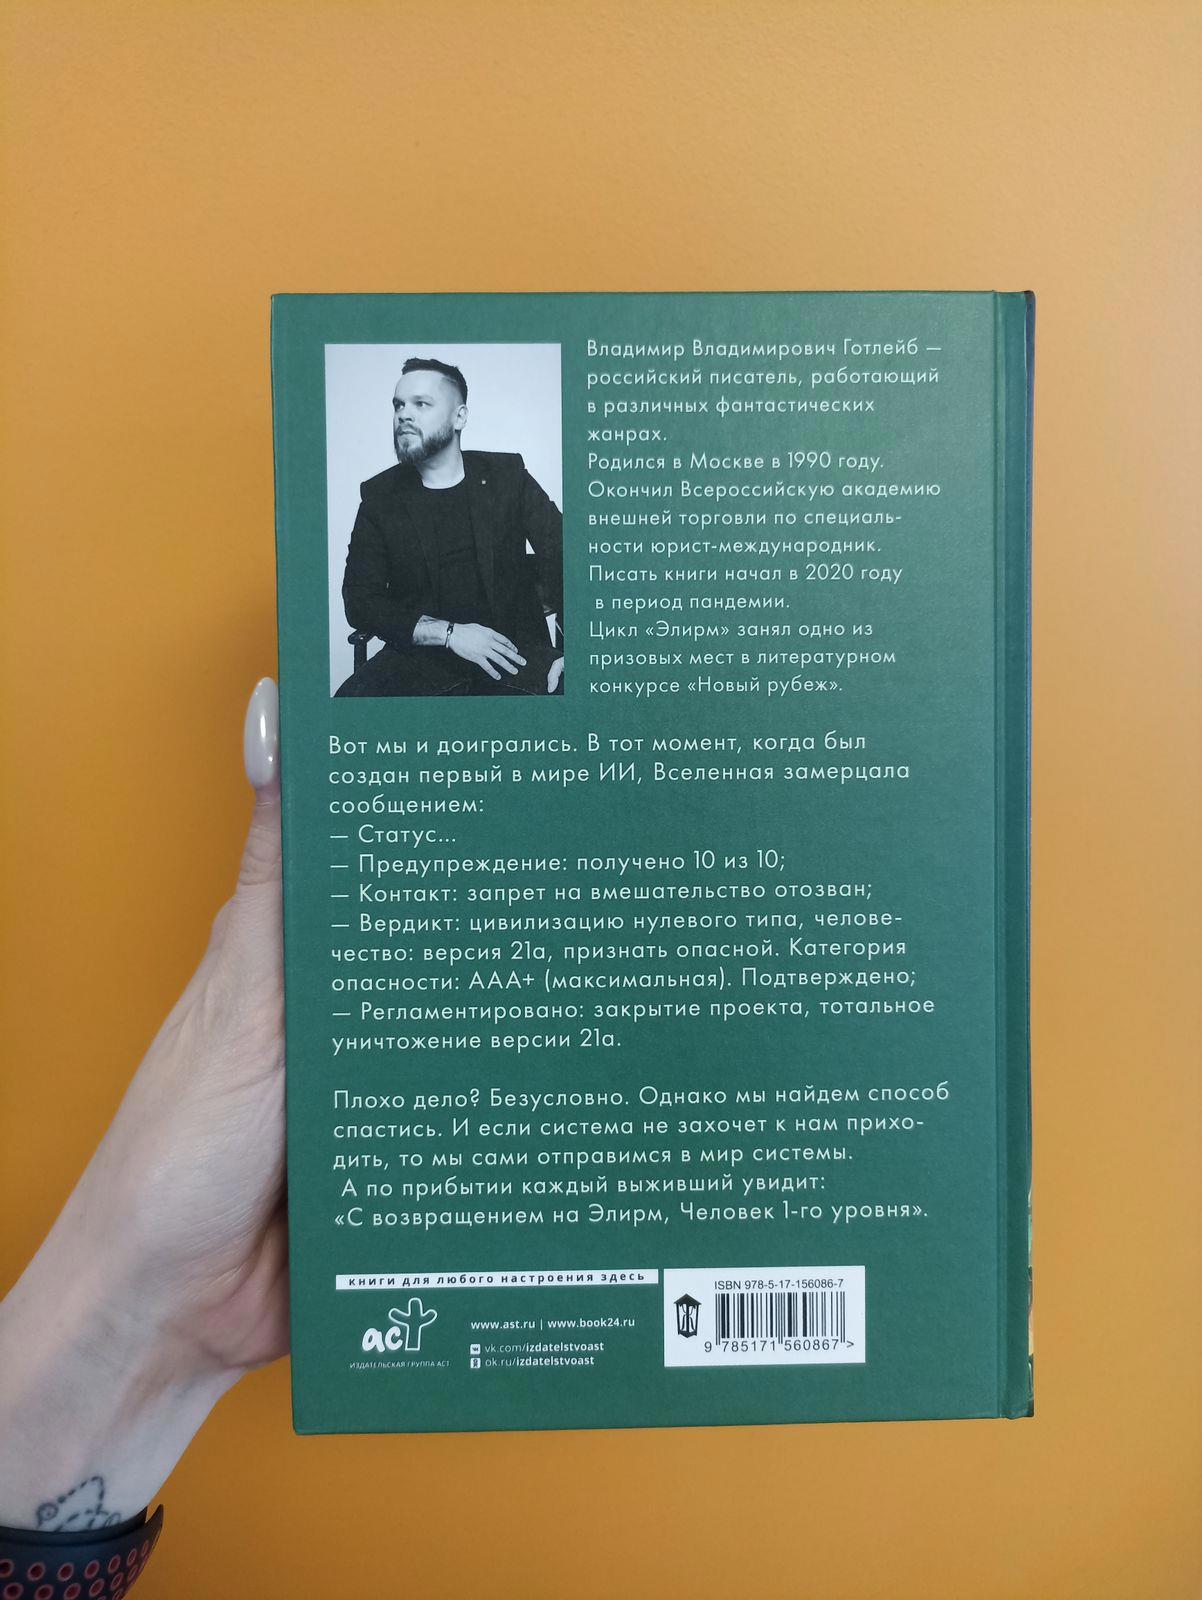 Владимир Владимирович Готлейб —
российский писатель, работающий
в различных фантастических
жанрах.
Родился в Москве в 1990 году.
Окончил Всероссийскую академию
внешней торговли по специаль-
ности юрист-международник.
Писать книги начал в 2020 году
в период пандемии.
Цикл «Элирм» занял одно из
призовых мест в литературном
конкурсе «Новый рубеж».
Вот мы и доигрались. В тот момент, когда был
создан первый в мире ИИ, Вселенная замерцала
сообщением:
— Статус...
— Предупреждение: получено 10 из 10;
— Контакт: запрет на вмешательство отозван;
— Вердикт: цивилизацию нулевого типа, челове-
чество: версия 21а, признать опасной. Категория
опасности: ААА+ (максимальная). Подтверждено;
— Регламентировано: закрытие проекта, тотальное
уничтожение версии 21а.
Плохо дело? Безусловно. Однако мы найдем способ
спастись. И если система не захочет к нам прихо-
дить, то мы сами отправимся в мир системы.
А по прибытии каждый выживший увидит:
«С возвращением на Элирм, Человек 1-го уровня».
книги для любого настроения здесь
аст
ИЗДАТЕЛЬСКАЯ ГРУППА АСТ
www.ast.ru | www.book24.ru
vk.com/izdatelstvoast
ok.ru/izdatelstvoast
ISBN 978-5-17-156086-7
9 785171 560867 >